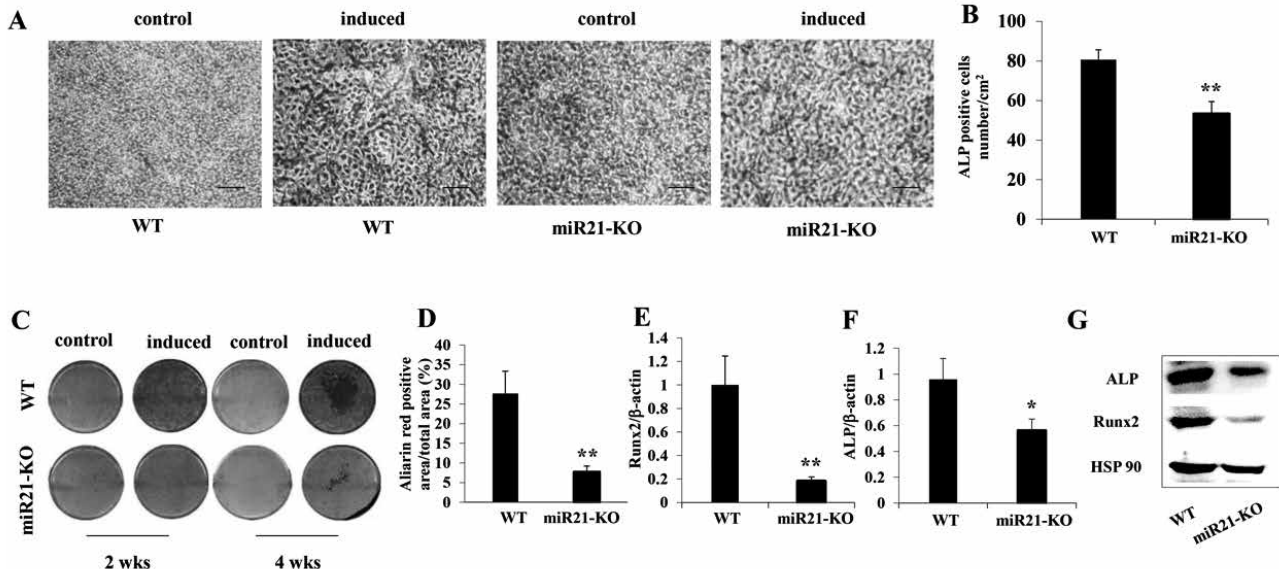 A
control induced control induced
WT WT miR21-KO miR21-KO
B
ALP positive cells
number/cm²
100
80
60
40
20
0
**
WT miR21-KO
C
control induced control induced
WT
miR21-KO
2 wks 4 wks
D
Aliarin red positive
area/total area (%)
40
35
30
25
20
15
10
5
0
**
WT miR21-KO
E
Runx2/β-actin
1.4
1.2
1
0.8
0.6
0.4
0.2
0
**
WT miR21-KO
F
ALP/β-actin
1.2
1
0.8
0.6
0.4
0.2
0
*
WT miR21-KO
G
ALP
Runx2
HSP 90
WT miR21-KO